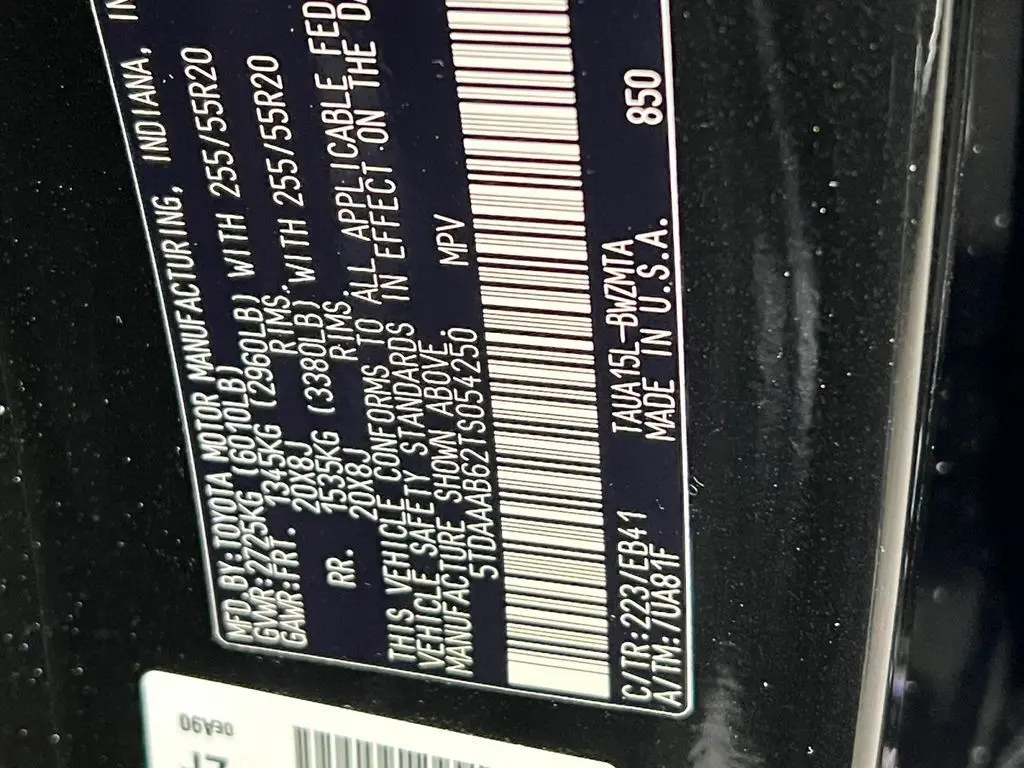 MFD. BY: TOYOTA MOTOR MANUFACTURING, INDIANA,
GVWR: 2725KG (6010LB)
GAWR: FRT. 1345KG (2960LB) WITH 255/55R20
20X8J RIMS.
RR. 1535KG (3380LB) WITH 255/55R20
20X8J RIMS.
THIS VEHICLE CONFORMS TO ALL APPLICABLE FED
VEHICLE SAFETY STANDARDS IN EFFECT ON THE
MANUFACTURE SHOWN ABOVE.
5TDAAAB62TS054250 MPV
C/TR: 223/EB41 TAUA15L-BWZMTA 850
A/TM: /UA81F MADE IN U.S.A.
0EA90